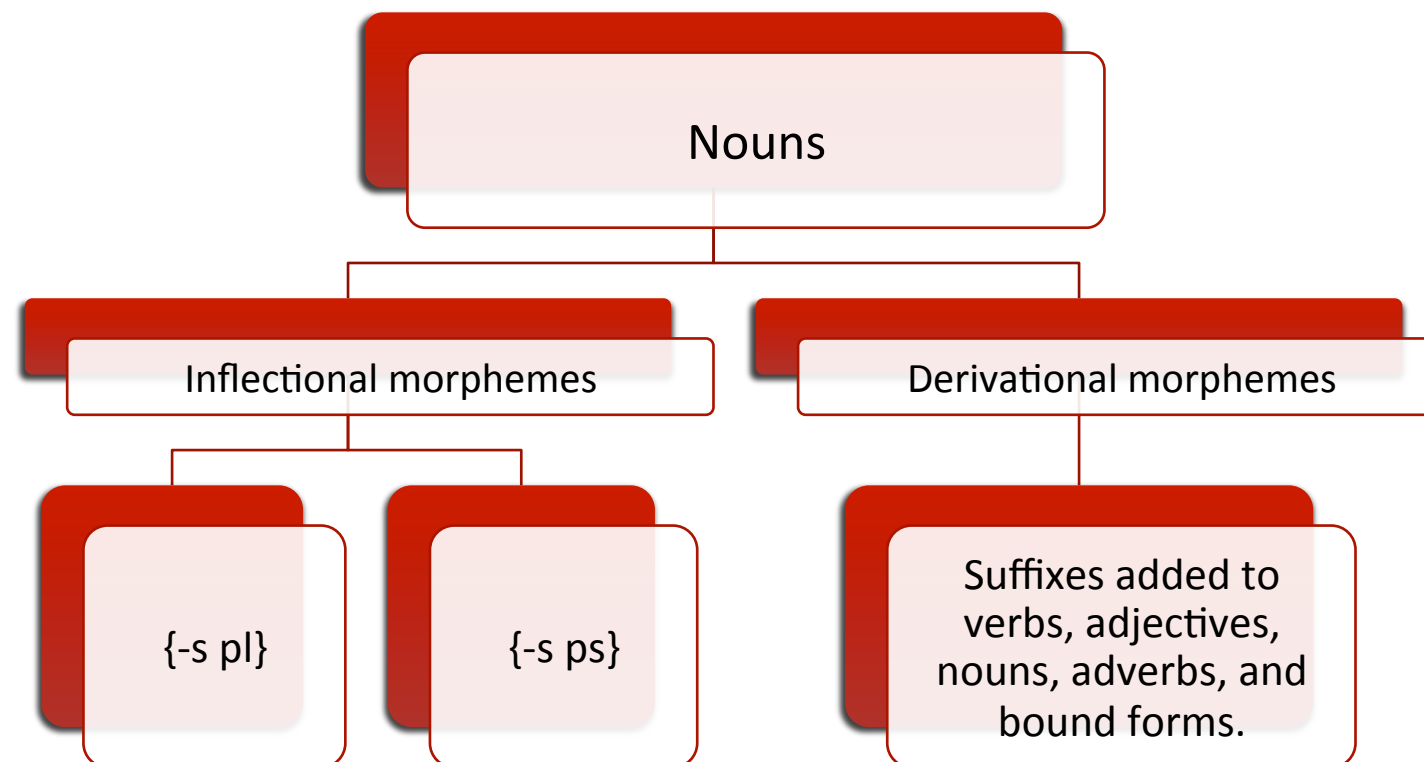 Nouns
Inflectional morphemes
Derivational morphemes
{-s pl}
{-s ps}
Suffixes added to
verbs, adjectives,
nouns, adverbs, and
bound forms.